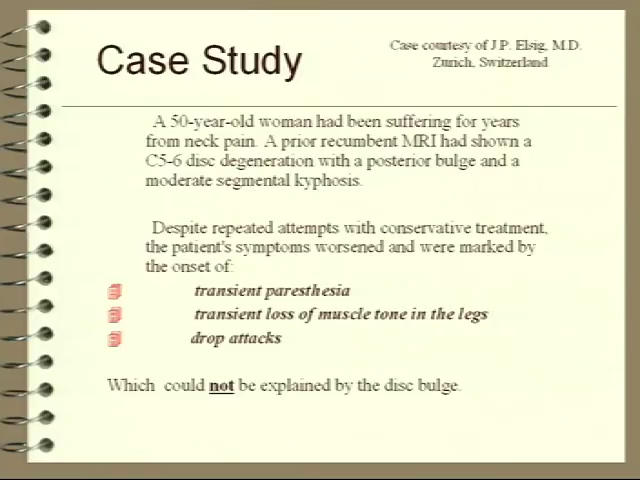 Case Study
Case courtesy of J.P. Elsig, M.D.
Zurich, Switzerland
A 50-year-old woman had been suffering for years
from neck pain. A prior recumbent MRI had shown a
C5-6 disc degeneration with a posterior bulge and a
moderate segmental kyphosis.
Despite repeated attempts with conservative treatment,
the patient's symptoms worsened and were marked by
the onset of:
transient paresthesia
transient loss of muscle tone in the legs
drop attacks
Which could not be explained by the disc bulge.